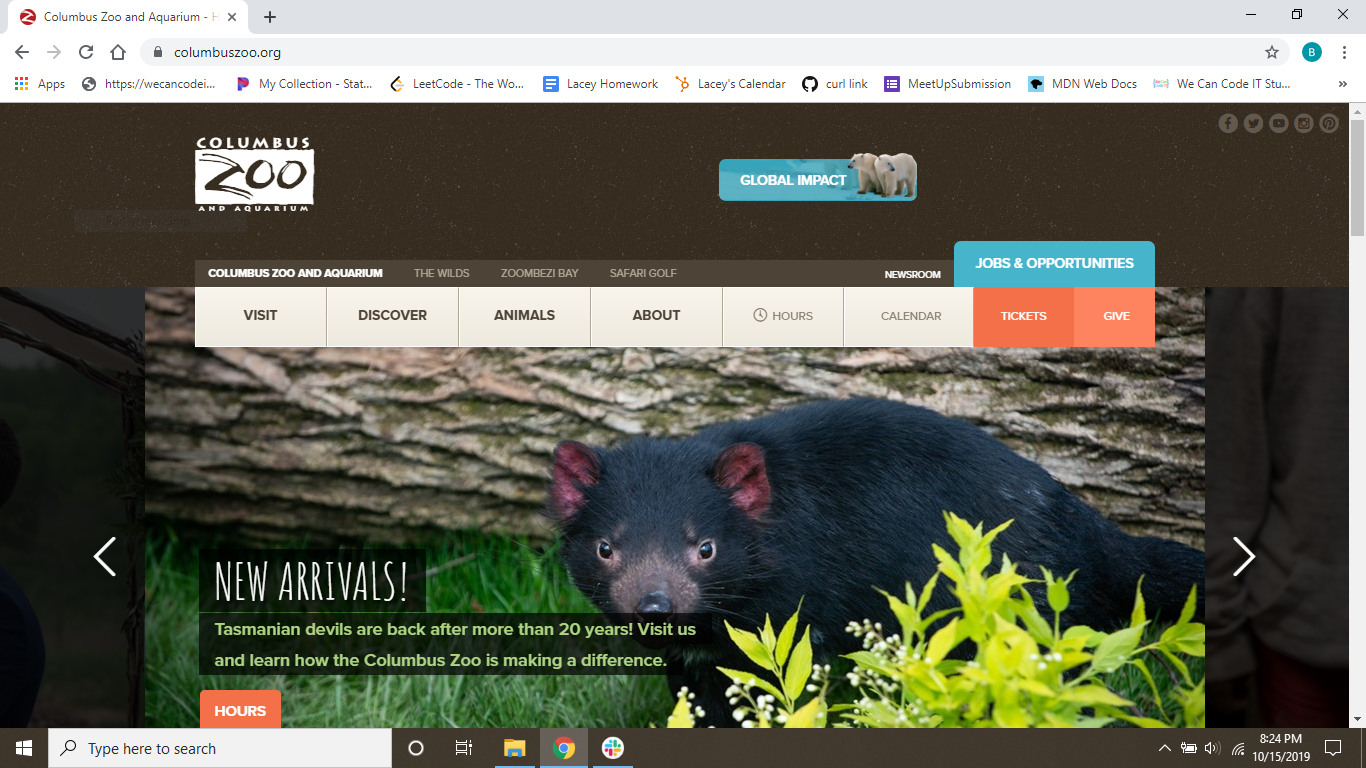 Columbus Zoo and Aquarium - H
columbuszoo.org
B
Apps
https://wecancodei...
My Collection - Stat...
LeetCode - The Wo...
Lacey Homework
Lacey's Calendar
curl link
MeetUpSubmission
MDN Web Docs
We Can Code IT Stu...
COLUMBUS
ZOO
AND AQUARIUM
GLOBAL IMPACT
COLUMBUS ZOO AND AQUARIUM
THE WILDS
ZOOMBEZI BAY
SAFARI GOLF
NEWSROOM
JOBS & OPPORTUNITIES
VISIT
DISCOVER
ANIMALS
ABOUT
HOURS
CALENDAR
TICKETS
GIVE
NEW ARRIVALS!
Tasmanian devils are back after more than 20 years! Visit us
and learn how the Columbus Zoo is making a difference.
HOURS
Type here to search
8:24 PM
10/15/2019